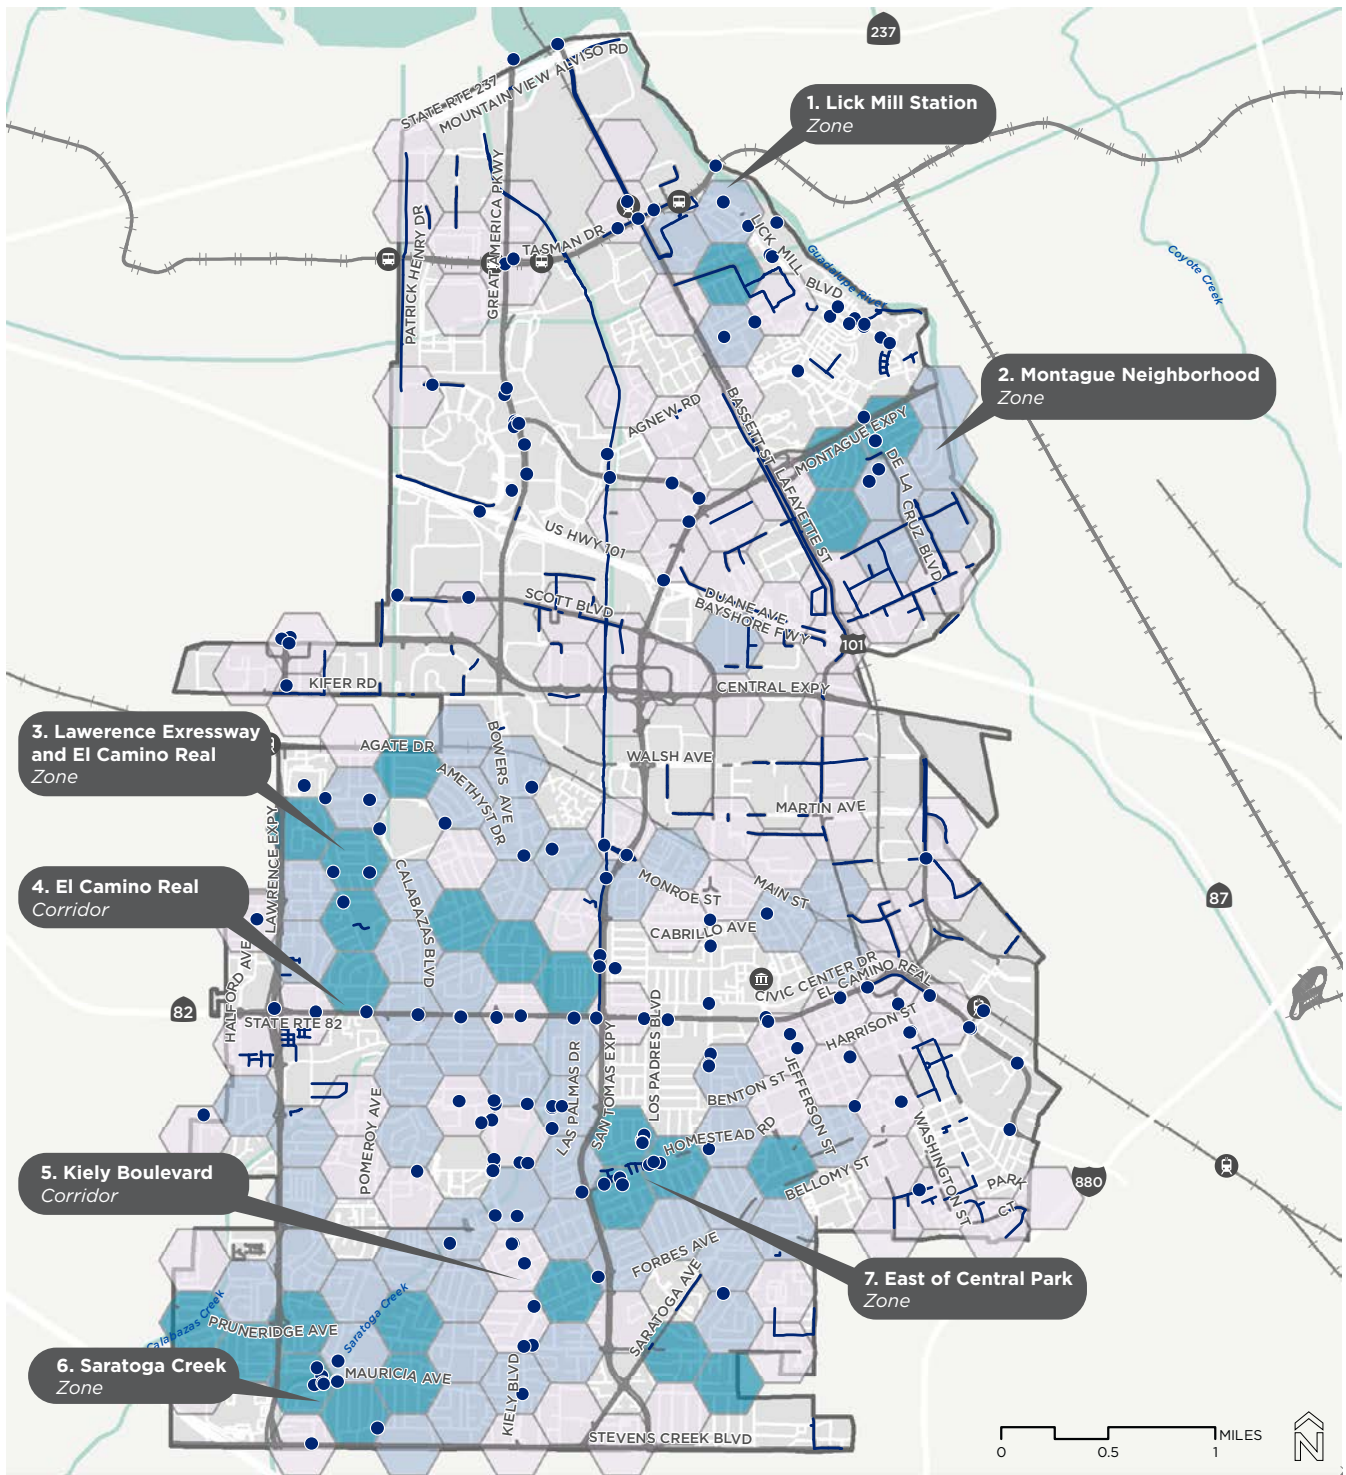 237
STATE RTE 237
MOUNTAIN VIEW ALVISO RD
1. Lick Mill Station
Zone
PATRICK HENRY DR
GREAT AMERICA PKWY
TASMAN DR
LICK MILL BLVD
Guadalupe River
Coyote Creek
2. Montague Neighborhood
Zone
AGNEW RD
BASSETT ST
LAFAYETTE ST
MONTAGUE EXPY
DE LA CRUZ BLVD
US HWY 101
SCOTT BLVD
DUANE AVE
BAYSHORE FWY
101
KIFER RD
CENTRAL EXPY
3. Lawerence Exressway
and El Camino Real
Zone
AGATE DR
BOWERS AVE
AMETHYST DR
WALSH AVE
MARTIN AVE
LAWRENCE EXPY
4. El Camino Real
Corridor
CALABAZAS BLVD
MONROE ST
MAIN ST
CABRILLO AVE
87
HALFORD AVE
CIVIC CENTER DR
EL CAMINO REAL
82
STATE RTE 82
HARRISON ST
LOS PADRES BLVD
SAN TOMAS EXPY
LAS PALMAS DR
POMEROY AVE
BENTON ST
JEFFERSON ST
HOMESTEAD RD
WASHINGTON ST
BELLOMY ST
PARK
CT
880
5. Kiely Boulevard
Corridor
FORBES AVE
SARATOGA AVE
7. East of Central Park
Zone
Calabazas Creek
PRUNERIDGE AVE
Saratoga Creek
6. Saratoga Creek
Zone
MAURICIA AVE
KIELY BLVD
STEVENS CREEK BLVD
MILES
0
0.5
1
N